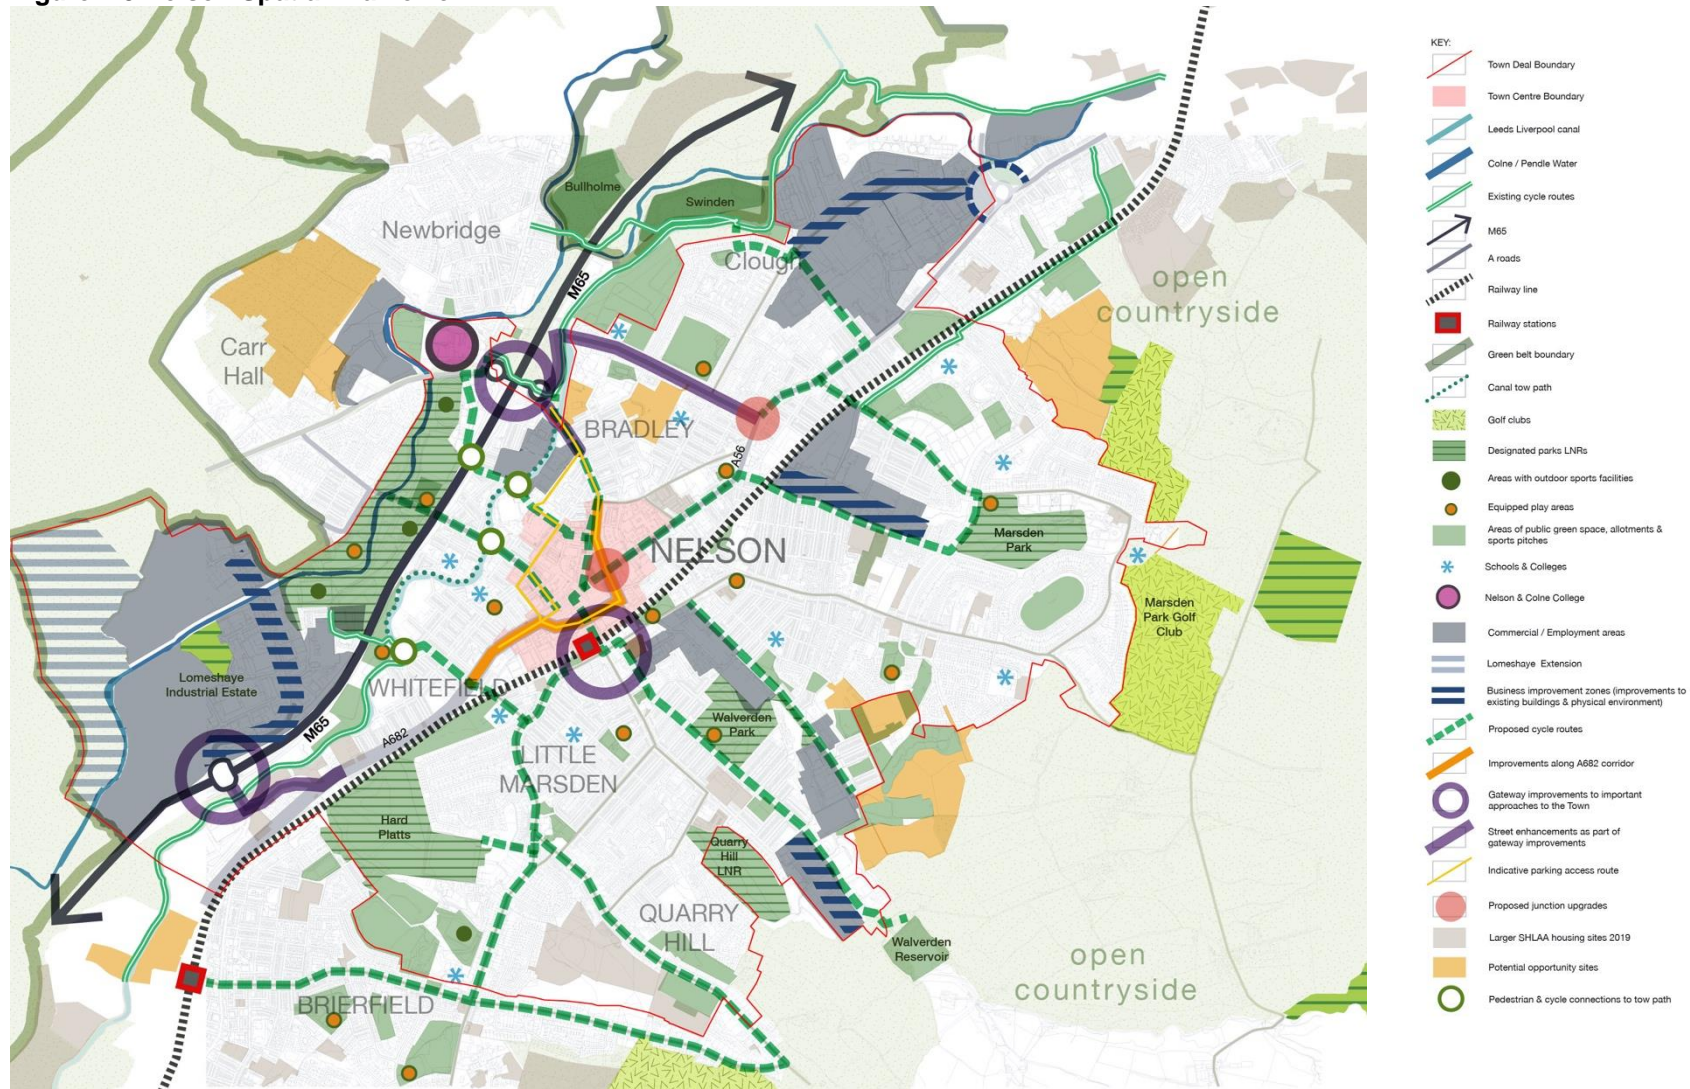 Newbridge
Bullholme
Swinden
Clough
M65
open
countryside
Carr
Hall
BRADLEY
A56
NELSON
Marsden
Park
Marsden
Park Golf
Club
Lomeshaye
Industrial Estate
WHITEFIELD
M65
A682
Walverden
Park
LITTLE
MARSDEN
Hard
Platts
Quarry
Hill
LNR
QUARRY
HILL
Walverden
Reservoir
open
countryside
BRIERFIELD
KEY:
Town Deal Boundary
Town Centre Boundary
Leeds Liverpool canal
Colne / Pendle Water
Existing cycle routes
M65
A roads
Railway line
Railway stations
Green belt boundary
Canal tow path
Golf clubs
Designated parks LNRs
Areas with outdoor sports facilities
Equipped play areas
Areas of public green space, allotments &
sports pitches
Schools & Colleges
Nelson & Colne College
Commercial / Employment areas
Lomeshaye Extension
Business improvement zones (improvements to
existing buildings & physical environment)
Proposed cycle routes
Improvements along A682 corridor
Gateway improvements to important
approaches to the Town
Street enhancements as part of
gateway improvements
Indicative parking access route
Proposed junction upgrades
Larger SHLAA housing sites 2019
Potential opportunity sites
Pedestrian & cycle connections to tow path